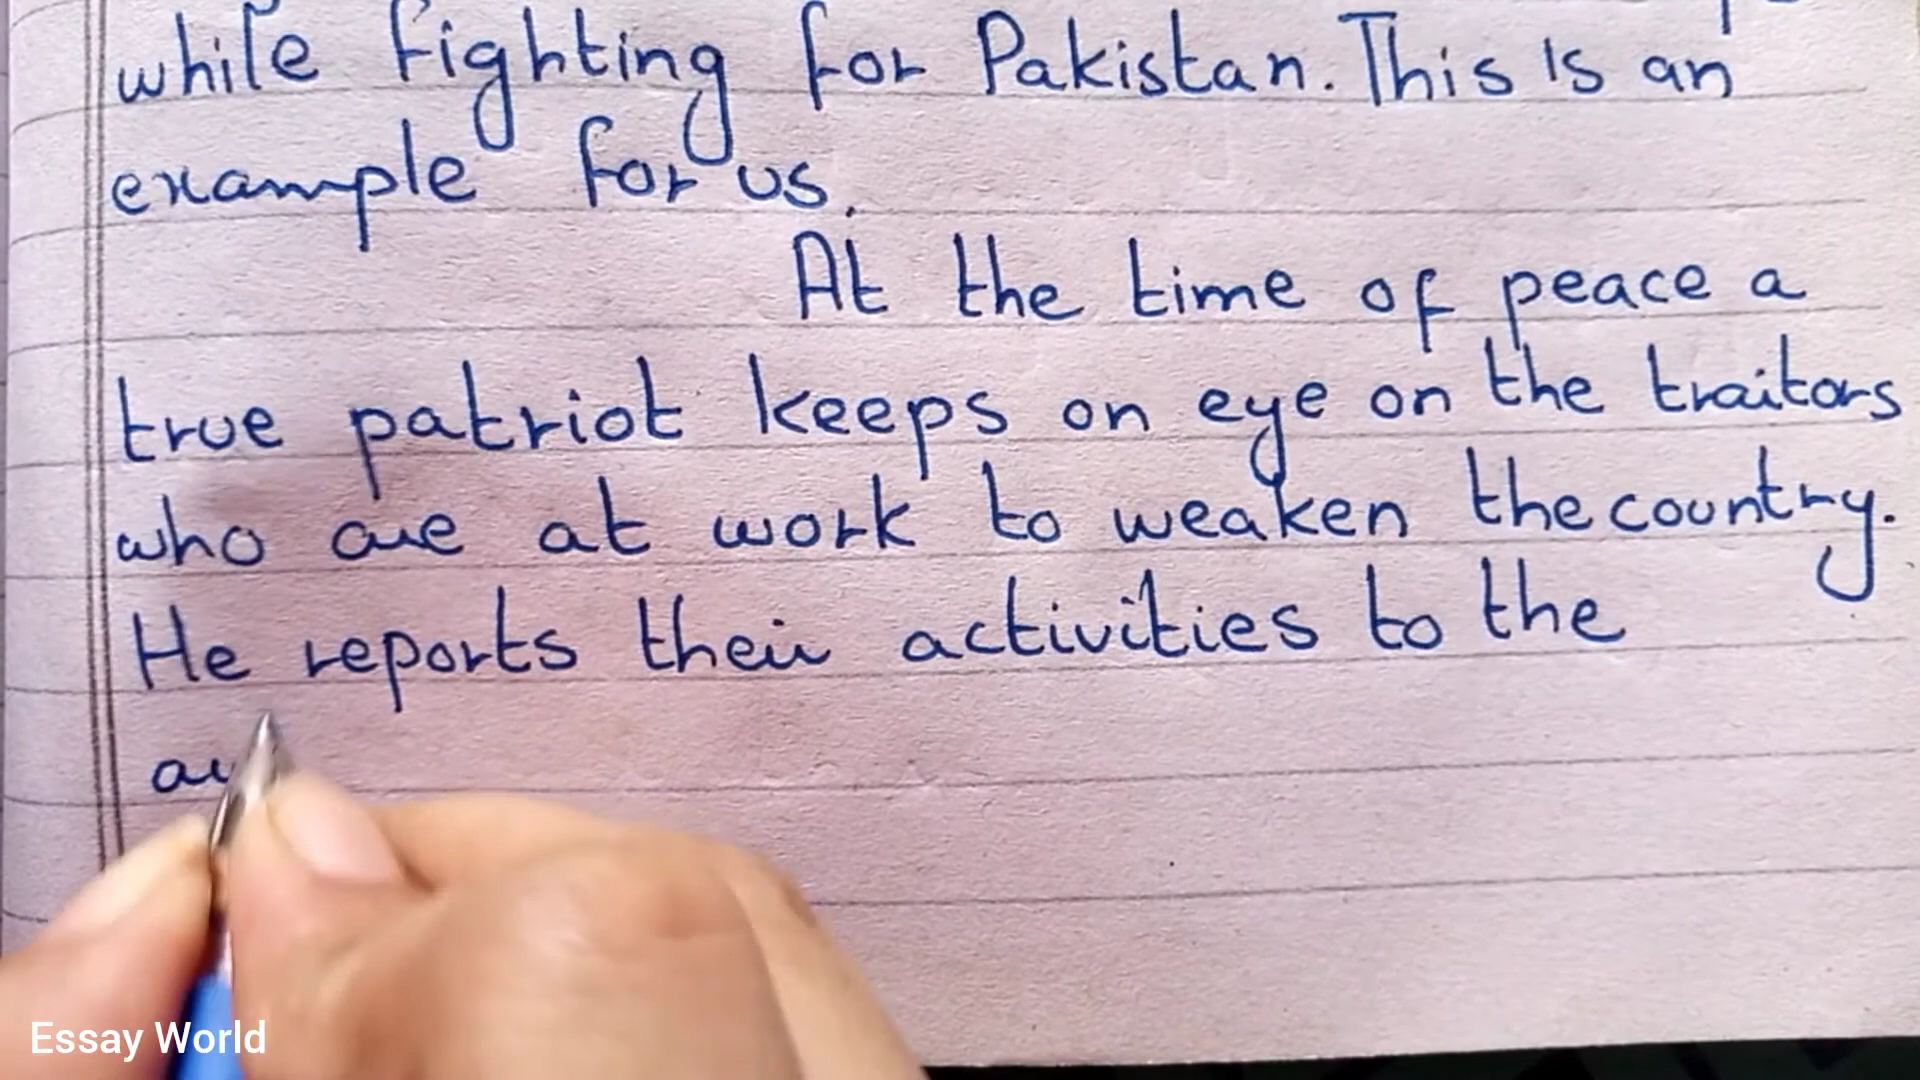 while fighting for Pakistan. This is an
example for us.
At the time of peace a
true patriot keeps on eye on the traitors
who are at work to weaken the country.
He reports their activities to the
au
Essay World